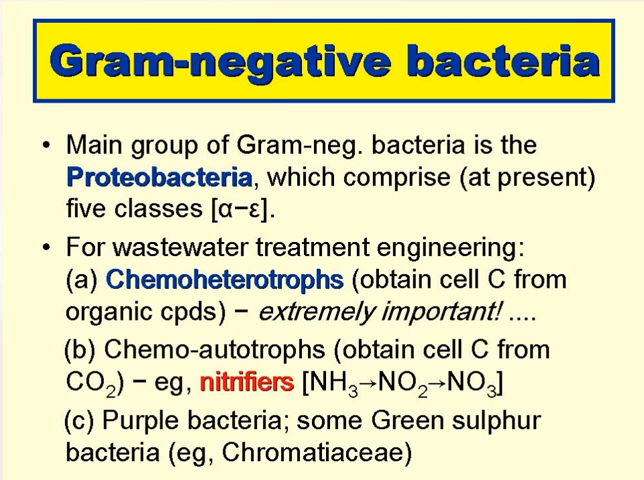 Gram-negative bacteria
• Main group of Gram-neg. bacteria is the
Proteobacteria, which comprise (at present)
five classes [α−ε].
• For wastewater treatment engineering:
(a) Chemoheterotrophs (obtain cell C from
organic cpds) − extremely important! ....
(b) Chemo-autotrophs (obtain cell C from
CO₂) − eg, nitrifiers [NH₃→NO₂→NO₃]
(c) Purple bacteria; some Green sulphur
bacteria (eg, Chromatiaceae)